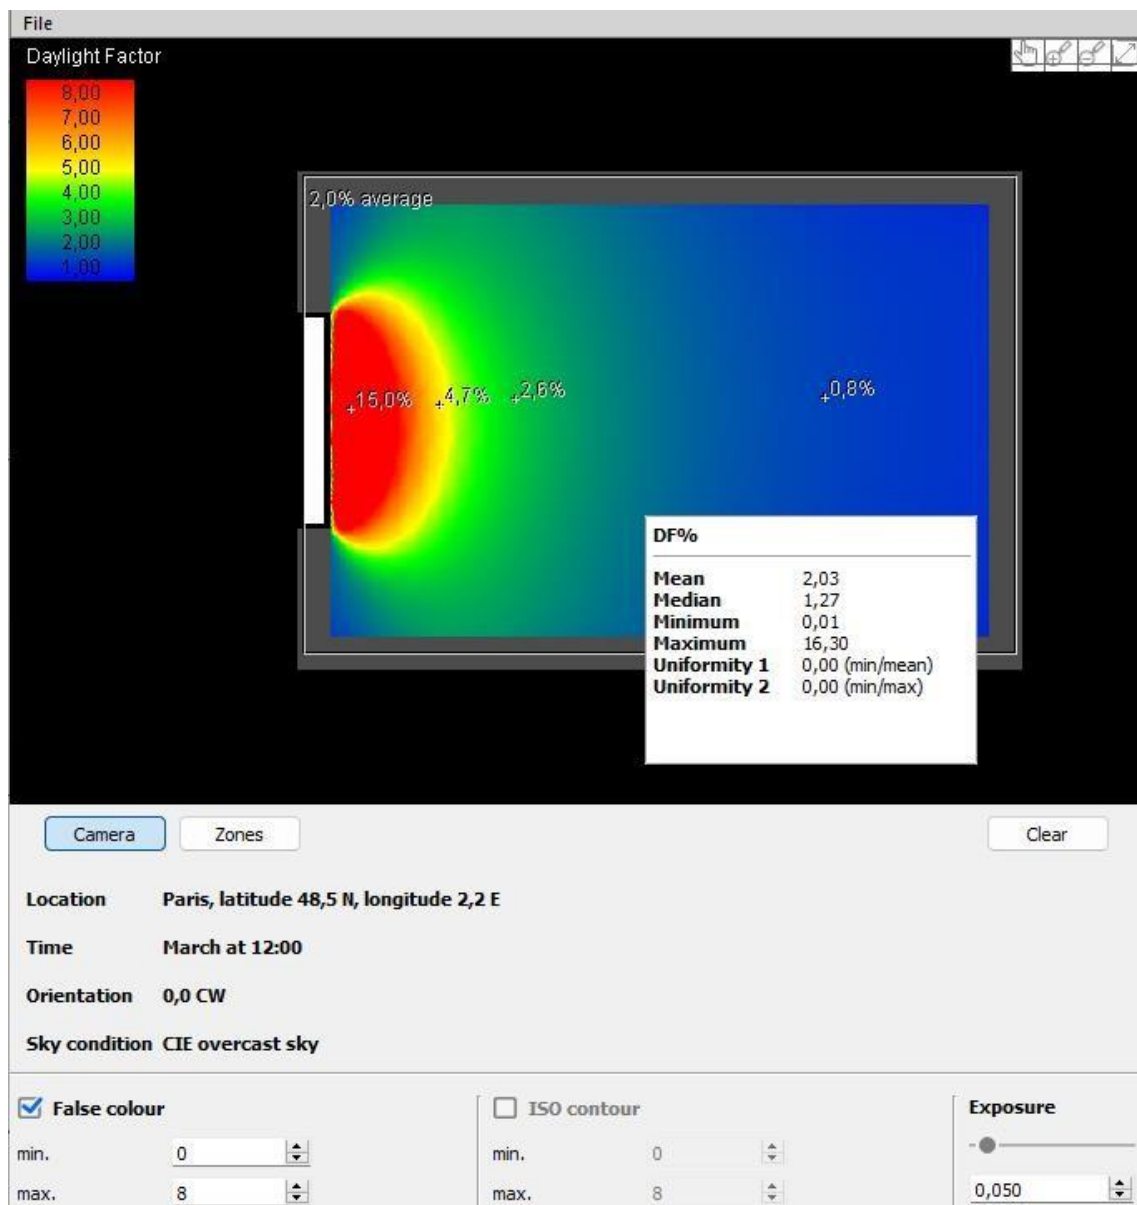 File
Daylight Factor
8,00
7,00
6,00
5,00
4,00
3,00
2,00
1,00
2,0% average
15,0% 4,7% 2,6% 0,8%
DF%
Mean 2,03
Median 1,27
Minimum 0,01
Maximum 16,30
Uniformity 1 0,00 (min/mean)
Uniformity 2 0,00 (min/max)
Camera Zones Clear
Location Paris, latitude 48,5 N, longitude 2,2 E
Time March at 12:00
Orientation 0,0 CW
Sky condition CIE overcast sky
False colour ISO contour Exposure
min. 0 min. 0
max. 8 max. 8 0,050